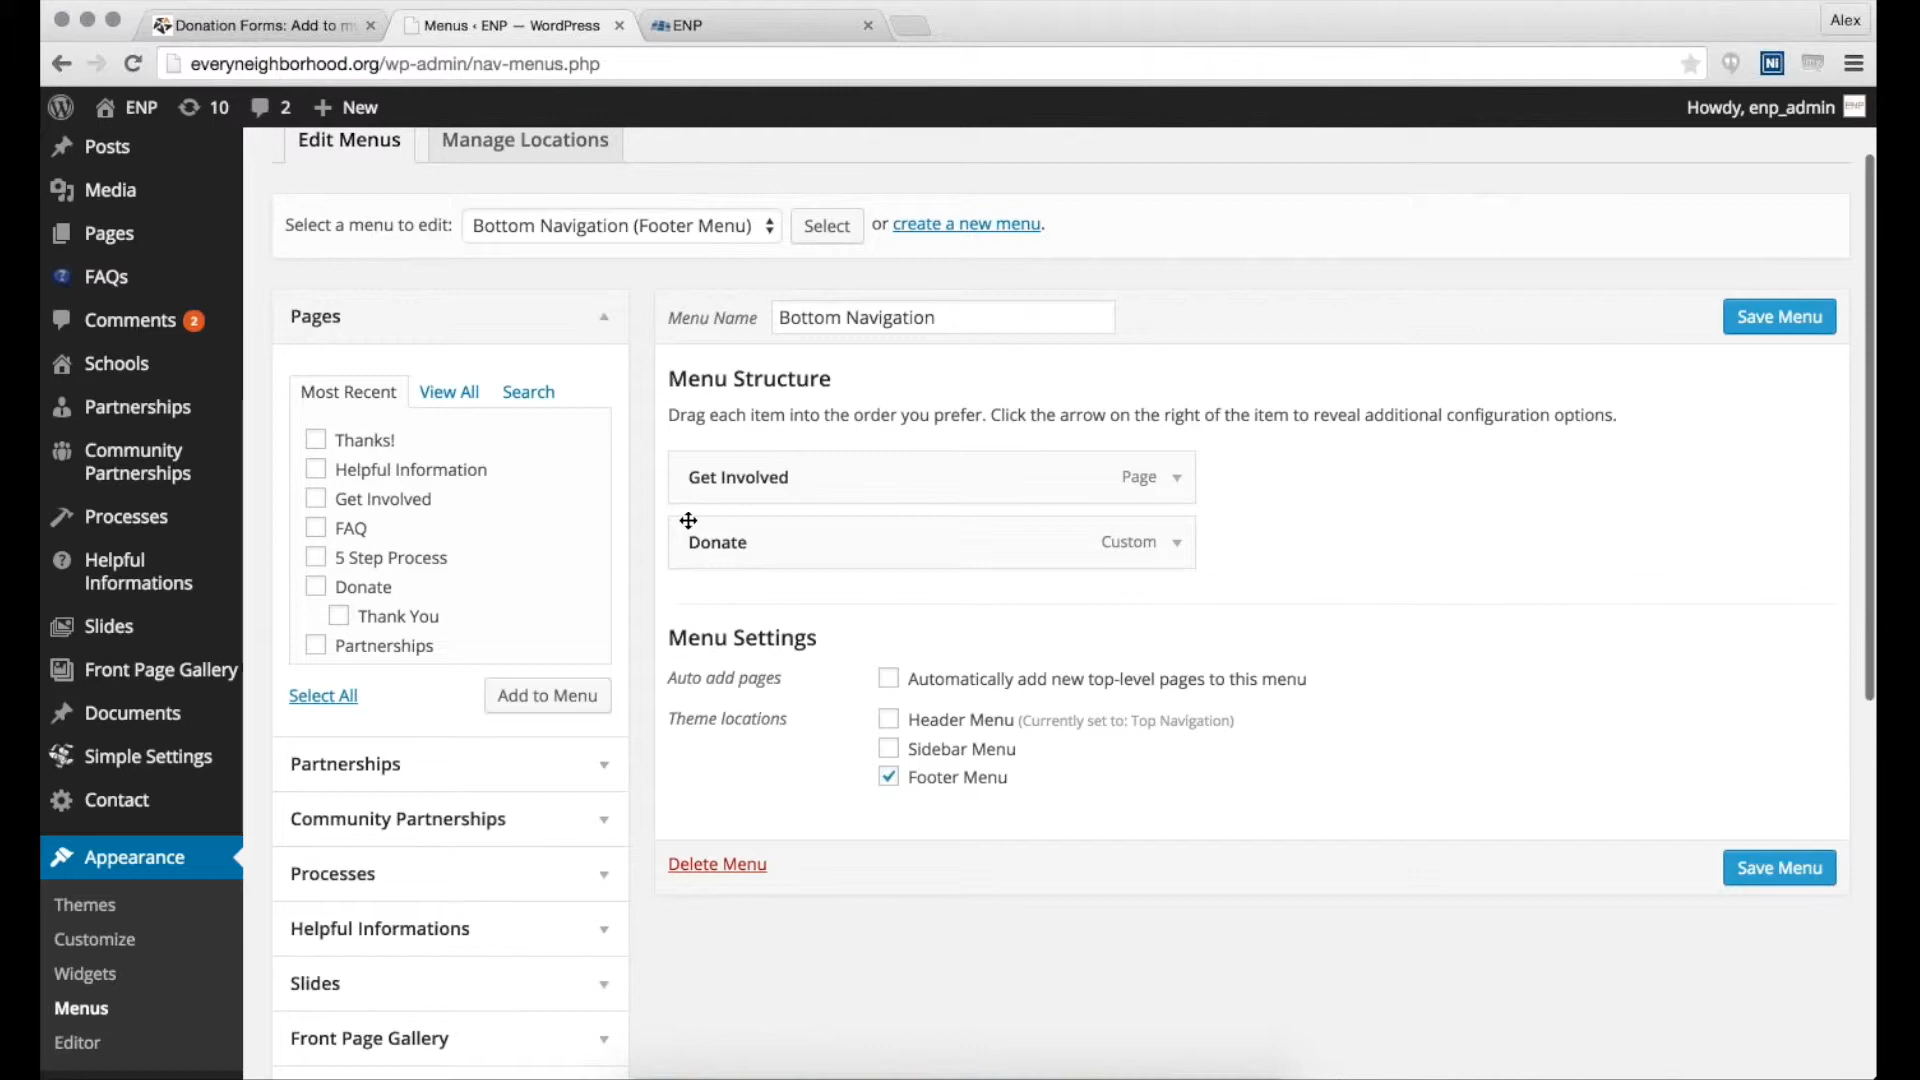 Donation Forms: Add to my
Menus ‹ ENP — WordPress
ENP
Alex
everyneighborhood.org/wp-admin/nav-menus.php
ENP
10
2
New
Howdy, enp_admin
Posts
Media
Pages
FAQs
Comments 2
Schools
Partnerships
Community
Partnerships
Processes
Helpful
Informations
Slides
Front Page Gallery
Documents
Simple Settings
Contact
Appearance
Themes
Customize
Widgets
Menus
Editor
Edit Menus
Manage Locations
Select a menu to edit: Bottom Navigation (Footer Menu) Select or create a new menu.
Pages
Most Recent View All Search
Thanks!
Helpful Information
Get Involved
FAQ
5 Step Process
Donate
Thank You
Partnerships
Select All Add to Menu
Partnerships
Community Partnerships
Processes
Helpful Informations
Slides
Front Page Gallery
Menu Name Bottom Navigation Save Menu
Menu Structure
Drag each item into the order you prefer. Click the arrow on the right of the item to reveal additional configuration options.
Get Involved Page
Donate Custom
Menu Settings
Auto add pages Automatically add new top-level pages to this menu
Theme locations Header Menu (Currently set to: Top Navigation)
Sidebar Menu
Footer Menu
Delete Menu Save Menu